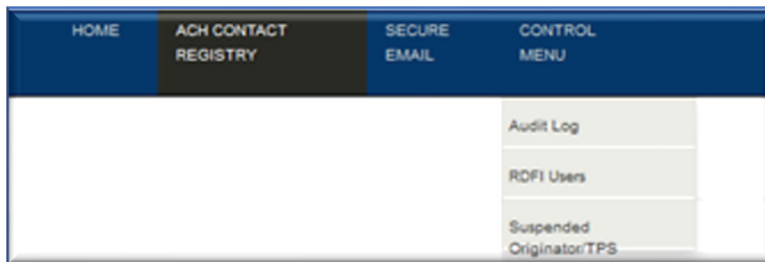 HOME
ACH CONTACT
REGISTRY
SECURE
EMAIL
CONTROL
MENU
Audit Log
RDFI Users
Suspended
Originator/TPS